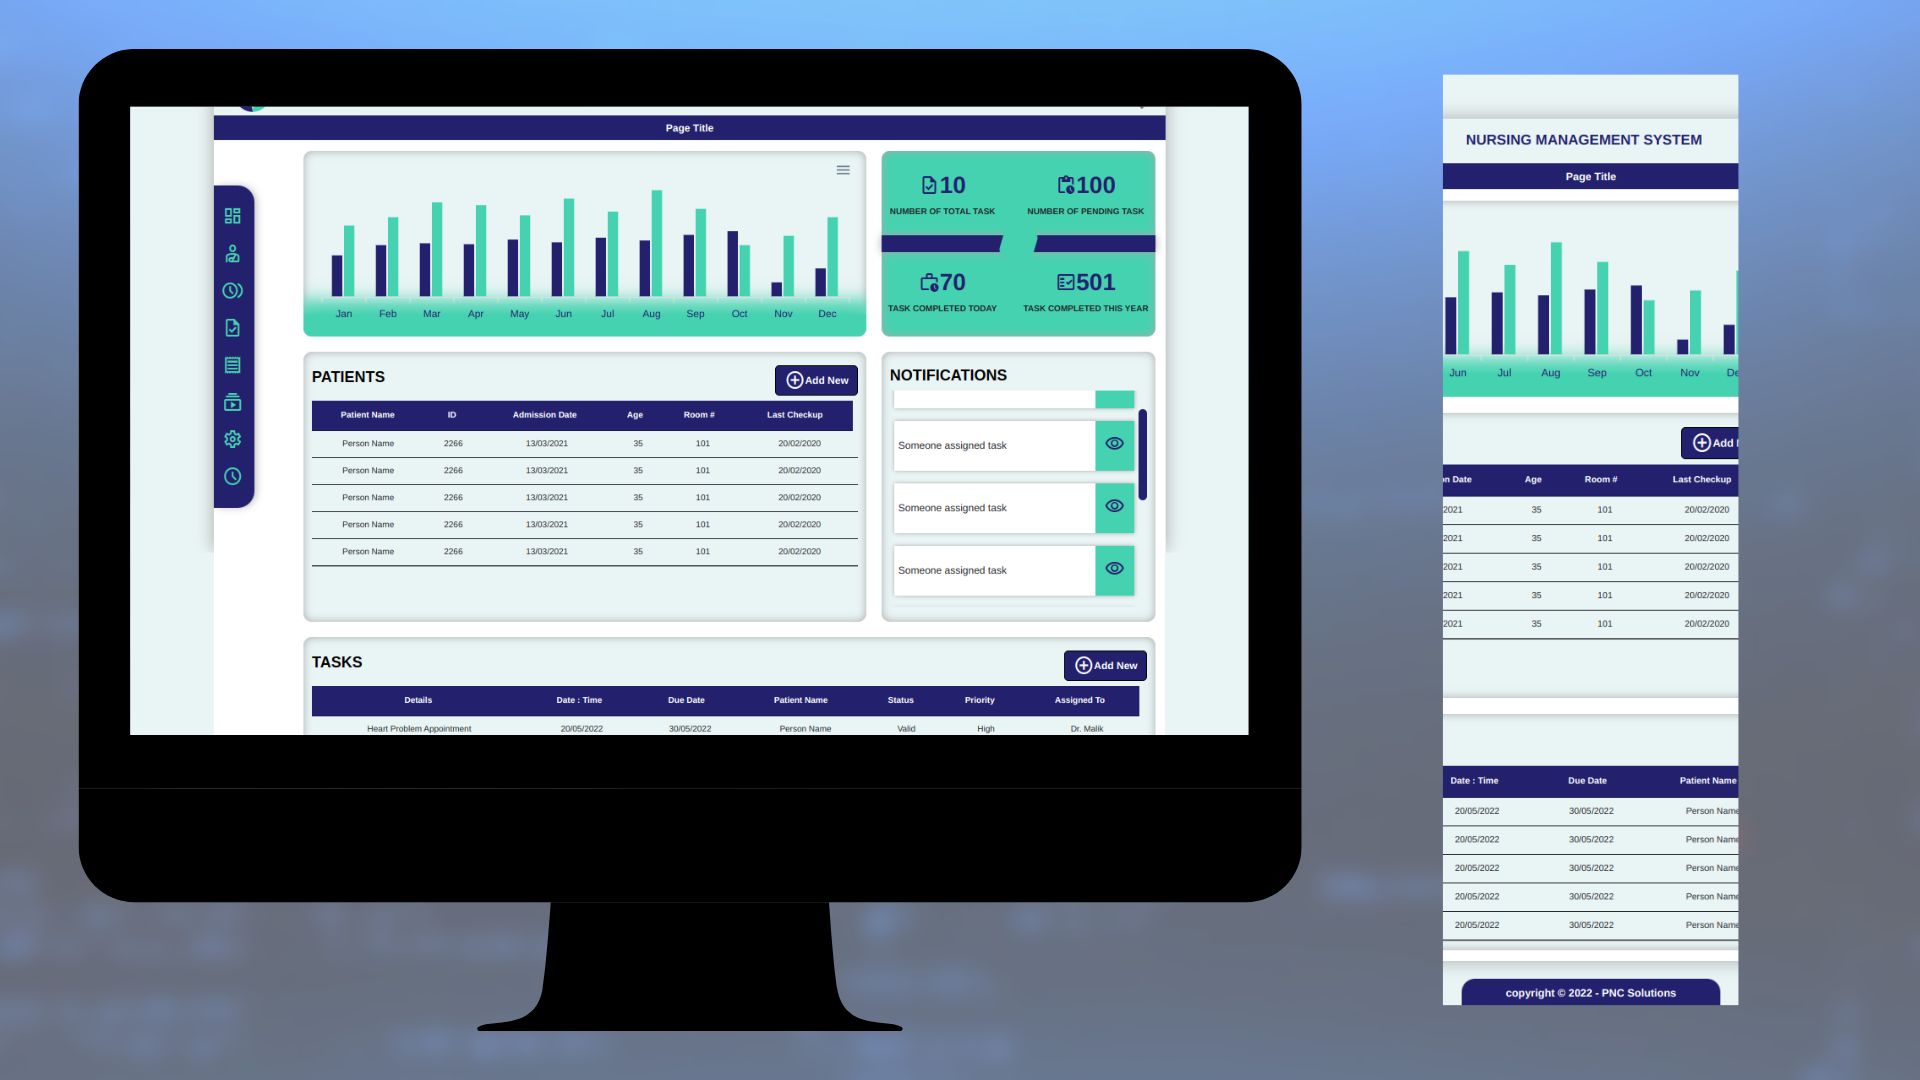 Page Title
10
NUMBER OF TOTAL TASK
100
NUMBER OF PENDING TASK
70
TASK COMPLETED TODAY
501
TASK COMPLETED THIS YEAR
Jan Feb Mar Apr May Jun Jul Aug Sep Oct Nov Dec
PATIENTS
Add New
Patient Name ID Admission Date Age Room # Last Checkup
Person Name 2266 13/03/2021 35 101 20/02/2020
Person Name 2266 13/03/2021 35 101 20/02/2020
Person Name 2266 13/03/2021 35 101 20/02/2020
Person Name 2266 13/03/2021 35 101 20/02/2020
Person Name 2266 13/03/2021 35 101 20/02/2020
NOTIFICATIONS
Someone assigned task
Someone assigned task
Someone assigned task
TASKS
Add New
Details Date : Time Due Date Patient Name Status Priority Assigned To
Heart Problem Appointment 20/05/2022 30/05/2022 Person Name Valid High Dr. Malik
NURSING MANAGEMENT SYSTEM
Page Title
Jun Jul Aug Sep Oct Nov De
Add
n Date Age Room # Last Checkup
2021 35 101 20/02/2020
2021 35 101 20/02/2020
2021 35 101 20/02/2020
2021 35 101 20/02/2020
2021 35 101 20/02/2020
Date : Time Due Date Patient Name
20/05/2022 30/05/2022 Person Name
20/05/2022 30/05/2022 Person Name
20/05/2022 30/05/2022 Person Name
20/05/2022 30/05/2022 Person Name
20/05/2022 30/05/2022 Person Name
copyright © 2022 - PNC Solutions